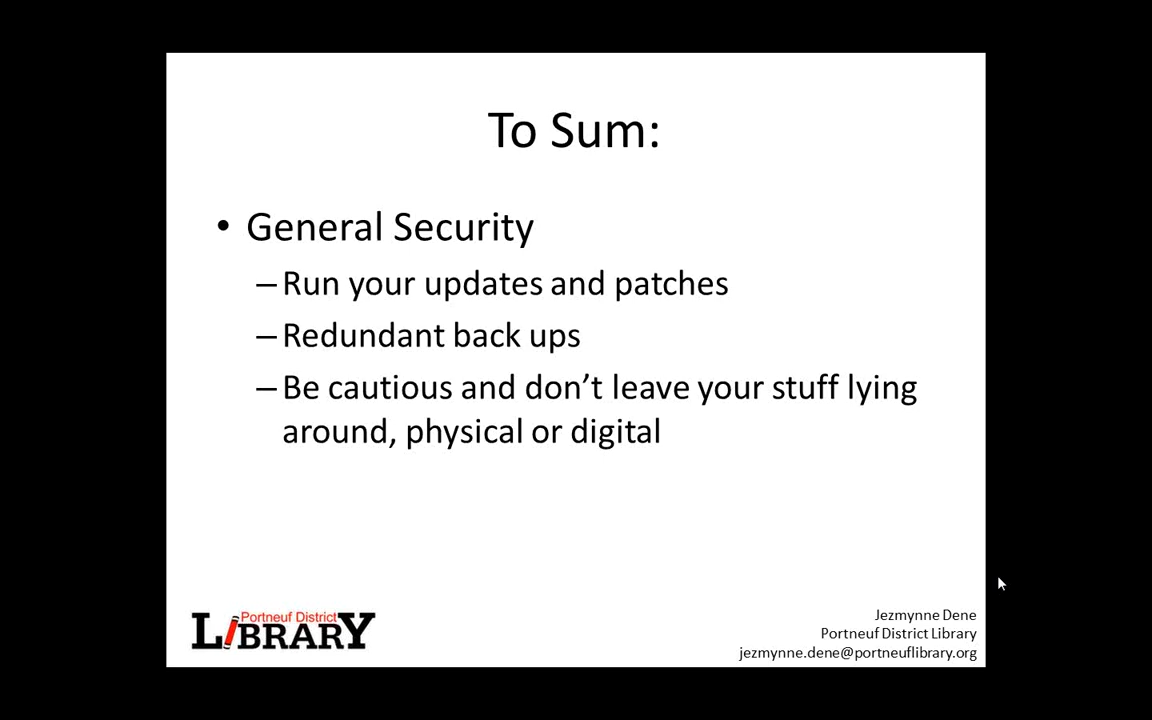 To Sum:
• General Security
– Run your updates and patches
– Redundant back ups
– Be cautious and don’t leave your stuff lying
around, physical or digital
Portneuf District
LIBRARY
Jezmynne Dene
Portneuf District Library
jezmynne.dene@portneuflibrary.org